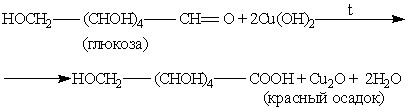 HOCH₂—(CHOH)4—CH═O + 2Cu(OH)₂ t
(глюкоза)
HOCH₂—(CHOH)4—COOH + Cu₂O + 2H₂O
(красный осадок)